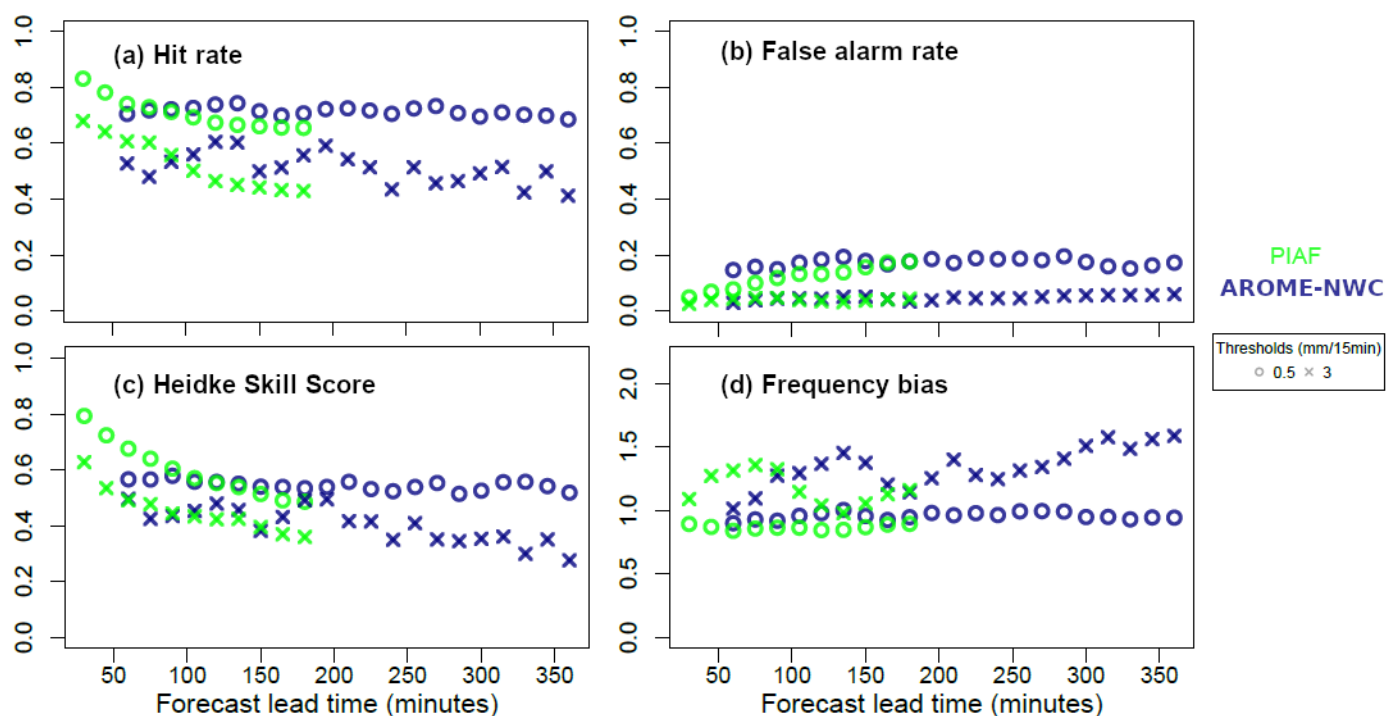 (a) Hit rate
0.0 0.2 0.4 0.6 0.8 1.0
(b) False alarm rate
0.0 0.2 0.4 0.6 0.8 1.0
PIAF
AROME-NWC
Thresholds (mm/15min)
0.5 3
(c) Heidke Skill Score
0.0 0.2 0.4 0.6 0.8 1.0
(d) Frequency bias
0.0 0.5 1.0 1.5 2.0
50 100 150 200 250 300 350
50 100 150 200 250 300 350
Forecast lead time (minutes)
Forecast lead time (minutes)